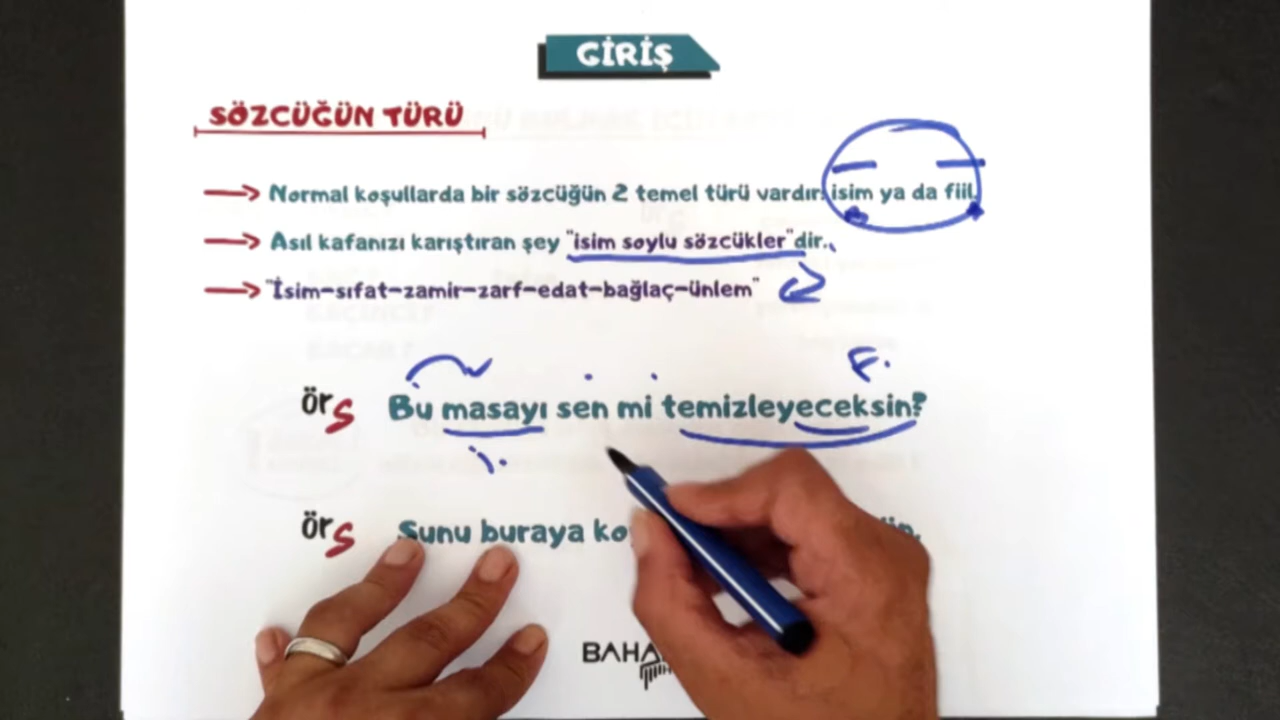 GİRİŞ
SÖZCÜĞÜN TÜRÜ
Normal koşullarda bir sözcüğün 2 temel türü vardır: isim ya da fiil.
Asıl kafanızı karıştıran şey "isim soylu sözcükler"dir.
"İsim-sıfat-zamir-zarf-edat-bağlaç-ünlem"
F.
örs Bu masayı sen mi temizleyeceksin?
örs Şunu buraya